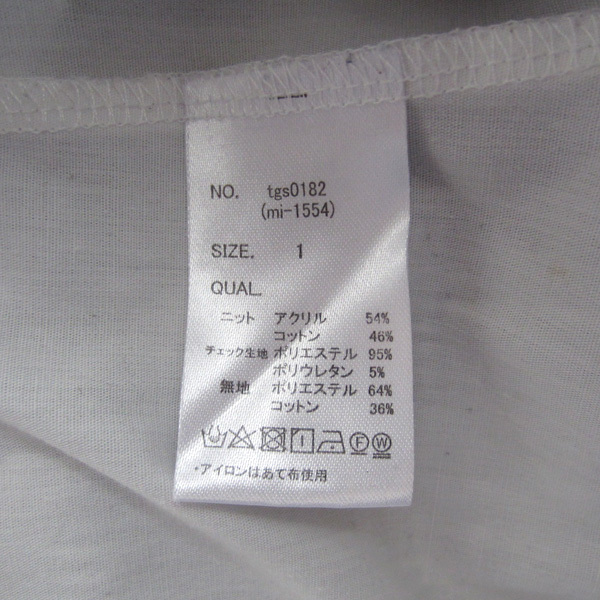 NO. tgs0182
(mi-1554)
SIZE. 1
QUAL.
ニット アクリル 54%
コットン 46%
チェック生地 ポリエステル 95%
ポリウレタン 5%
無地 ポリエステル 64%
コットン 36%
F W
*アイロンはあて布使用